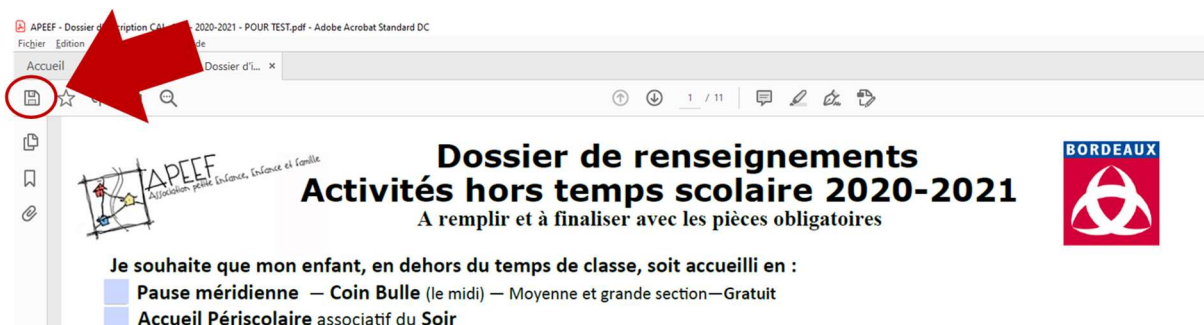 APEEF - Dossier d'inscription CAL 2020-2021 - POUR TEST.pdf - Adobe Acrobat Standard DC
Fichier Edition de
Accueil Dossier d'i... ×
1 / 11
APEEF
Association petite Enfance, Enfance et Famille
Dossier de renseignements
Activités hors temps scolaire 2020-2021
A remplir et à finaliser avec les pièces obligatoires
BORDEAUX
Je souhaite que mon enfant, en dehors du temps de classe, soit accueilli en :
Pause méridienne — Coin Bulle (le midi) — Moyenne et grande section—Gratuit
Accueil Périscolaire associatif du Soir